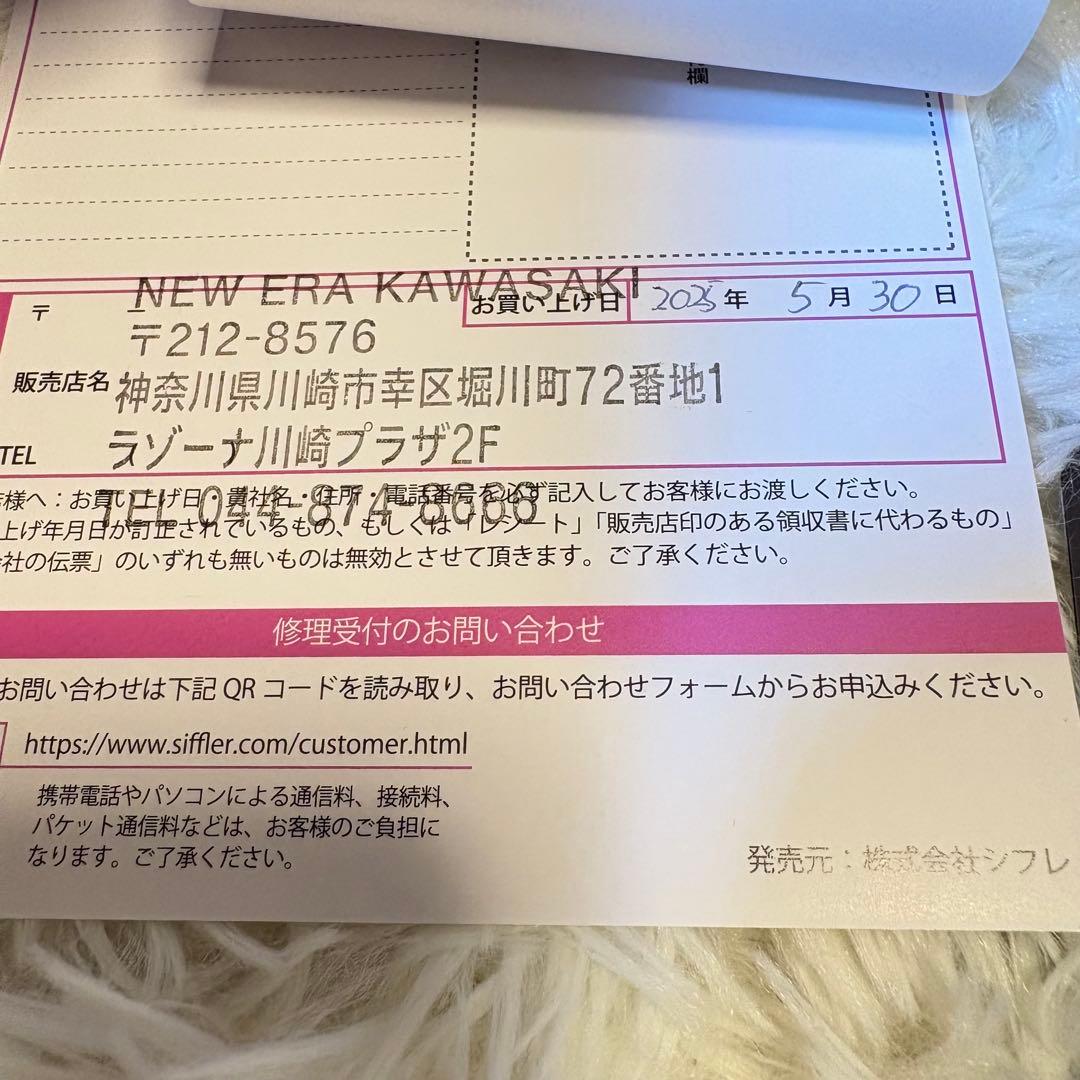 欄
NEW ERA KAWASAKI
お買い上げ日 2025年 5月30日
〒
〒212-8576
販売店名
神奈川県川崎市幸区堀川町72番地1
ラゾーナ川崎プラザ2F
TEL
TEL 044-874-8668
様へ：お買い上げ日・貴社名・住所・電話番号を必ず記入してお客様にお渡しください。
上げ年月日が訂正されているもの、もしくは「レシート」「販売店印のある領収書に代わるもの」
社の伝票」のいずれも無いものは無効とさせて頂きます。ご了承ください。
修理受付のお問い合わせ
お問い合わせは下記 QR コードを読み取り、お問い合わせフォームからお申込みください。
https://www.siffler.com/customer.html
携帯電話やパソコンによる通信料、接続料、
パケット通信料などは、お客様のご負担に
なります。ご了承ください。
発売元：株式会社シフレ